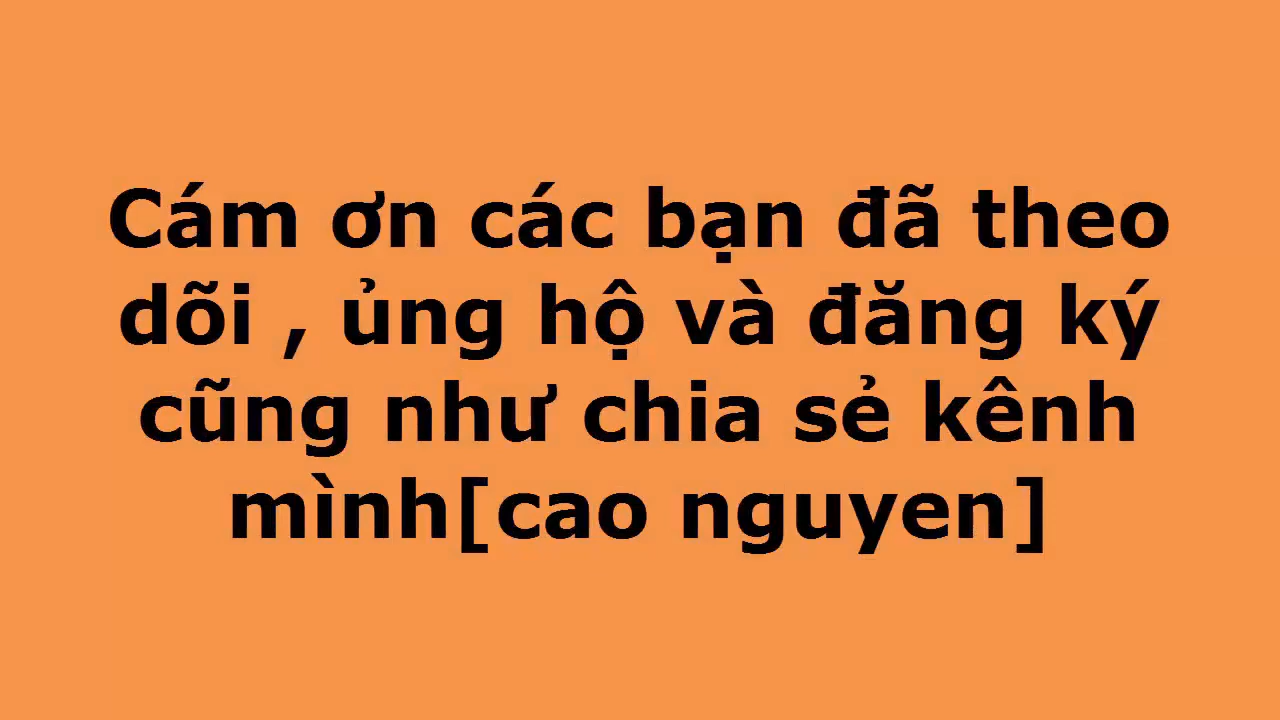 Cám ơn các bạn đã theo
dõi , ủng hộ và đăng ký
cũng như chia sẻ kênh
mình[cao nguyen]